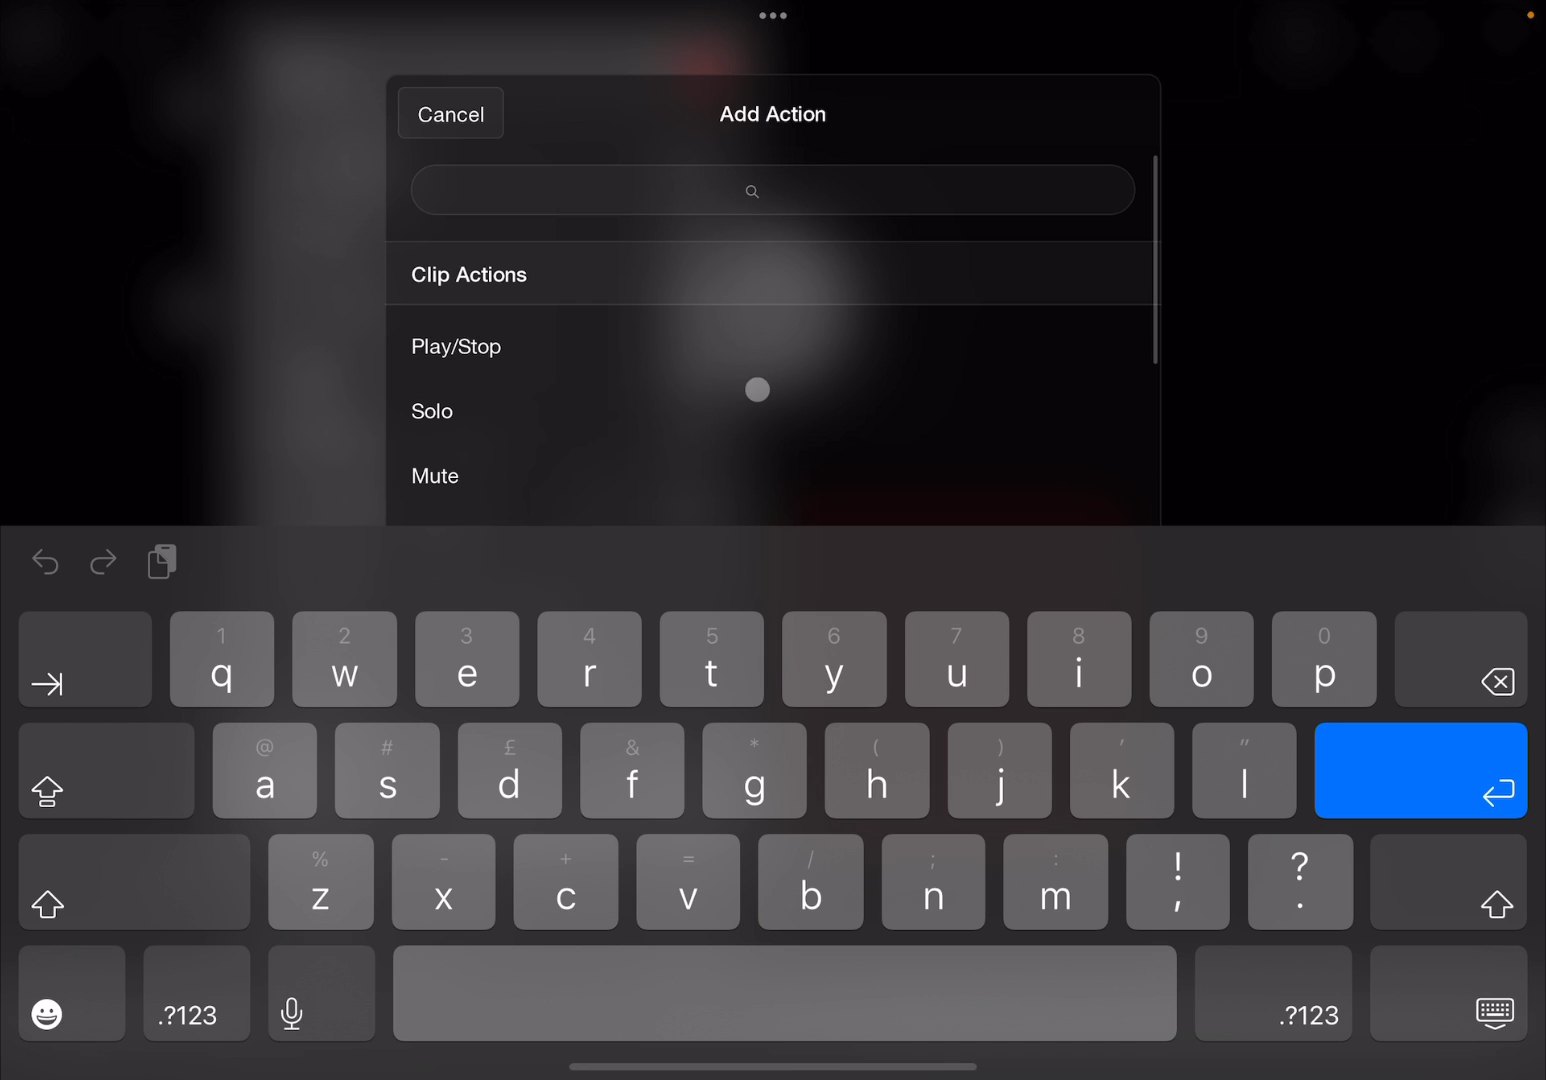 Cancel
Add Action
Clip Actions
Play/Stop
Solo
Mute
1 2 3 4 5 6 7 8 9 0
q w e r t y u i o p
@ # £ & * ( ) ' "
a s d f g h j k l
% - + = / ; : ! ?
z x c v b n m , .
.?123 .?123